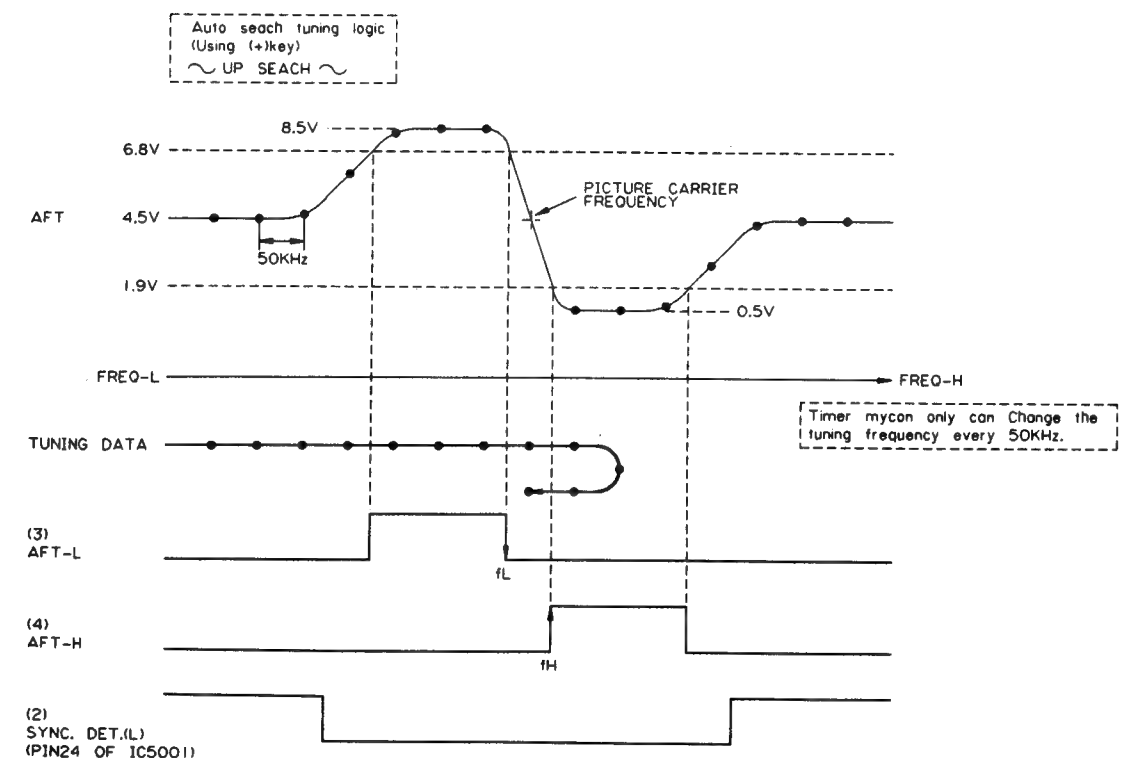 Auto seach tuning logic
(Using (+)key)
UP SEACH
8.5V
6.8V
PICTURE CARRIER
FREQUENCY
AFT
4.5V
50KHz
1.9V
0.5V
FREQ-L
FREQ-H
Timer mycon only can Change the
tuning frequency every 50KHz.
TUNING DATA
(3)
AFT-L
fL
(4)
AFT-H
fH
(2)
SYNC. DET.(L)
(PIN24 OF IC5001)